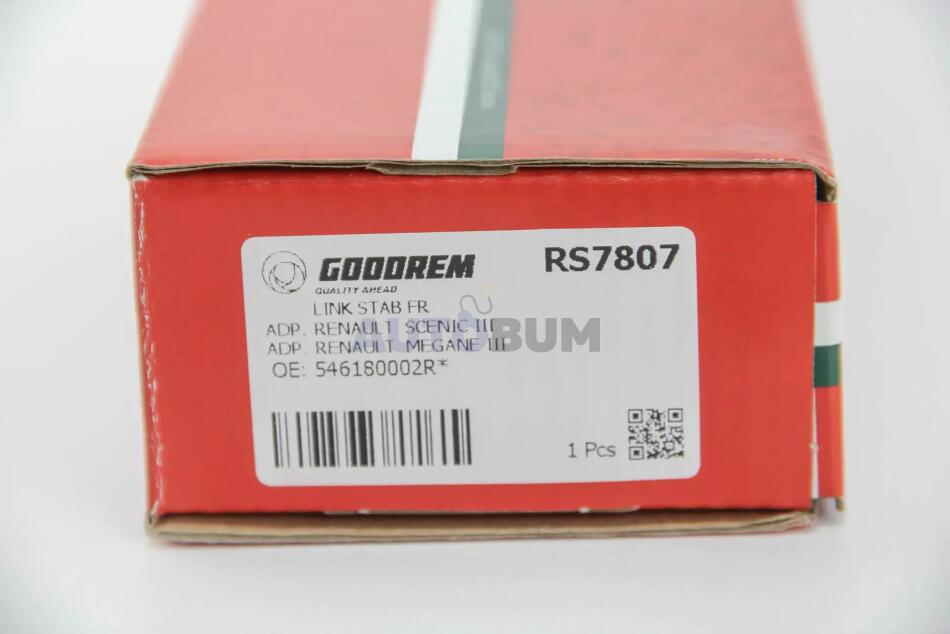 GOODREM
QUALITY AHEAD
RS7807
LINK STAB FR
ADP. RENAULT SCENIC III
ADP. RENAULT MEGANE III
AUTOBUM
OE: 546180002R*
1 Pcs